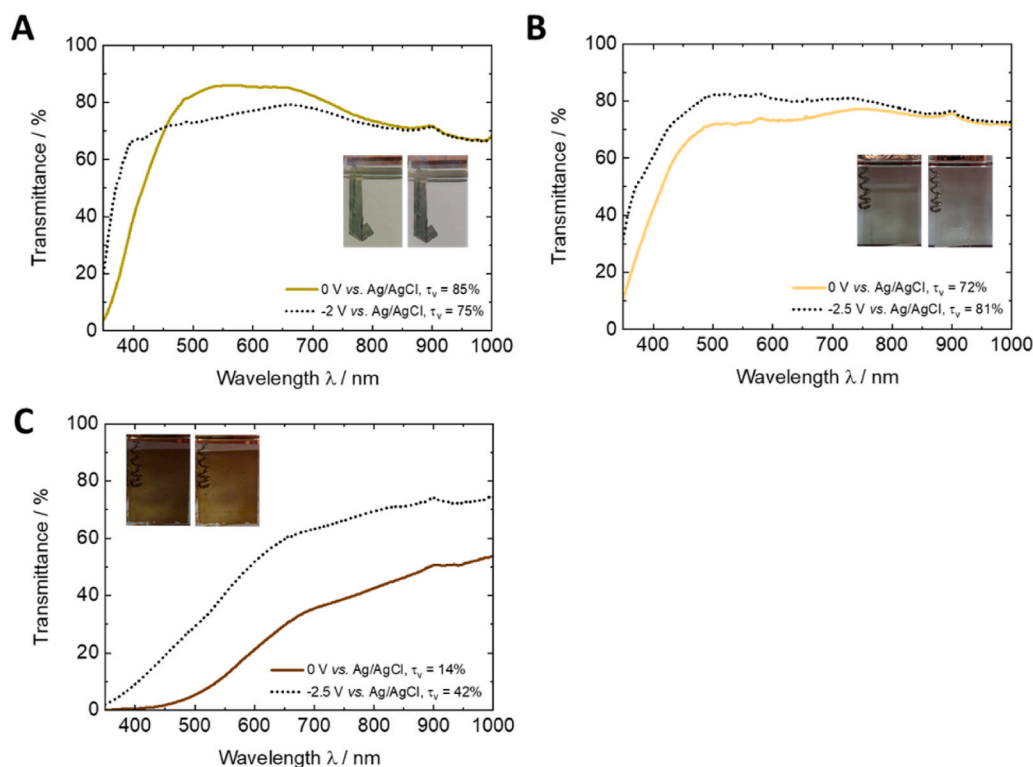 A
100
80
60
40
20
0
Transmittance / %
400 500 600 700 800 900 1000
Wavelength λ / nm
0 V vs. Ag/AgCl, τv = 85%
-2 V vs. Ag/AgCl, τv = 75%
B
100
80
60
40
20
0
Transmittance / %
400 500 600 700 800 900 1000
Wavelength λ / nm
0 V vs. Ag/AgCl, τv = 72%
-2.5 V vs. Ag/AgCl, τv = 81%
C
100
80
60
40
20
0
Transmittance / %
400 500 600 700 800 900 1000
Wavelength λ / nm
0 V vs. Ag/AgCl, τv = 14%
-2.5 V vs. Ag/AgCl, τv = 42%